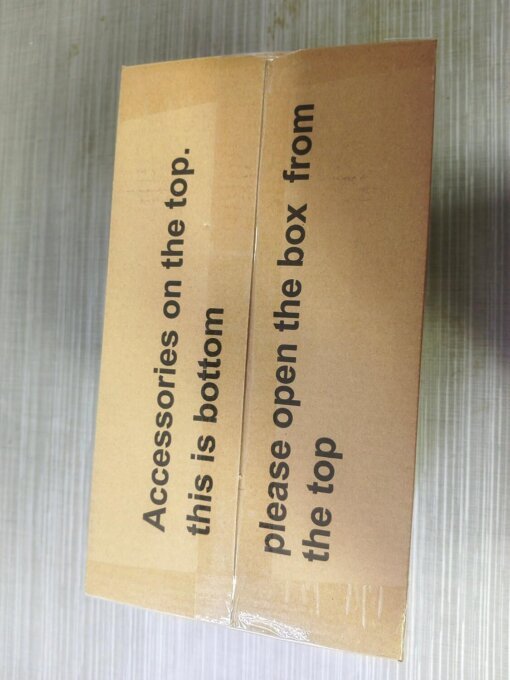 Accessories on the top.
this is bottom
please open the box from
the top